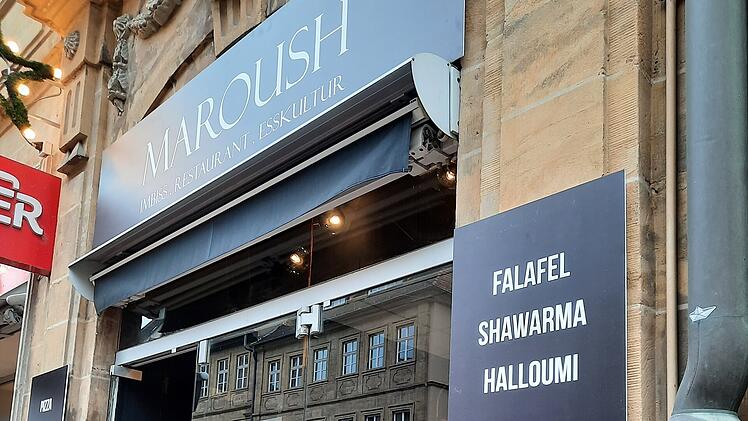 MAROUSH
IMBISS . RESTAURANT . ESSKULTUR
FALAFEL
SHAWARMA
HALLOUMI
PIZZA